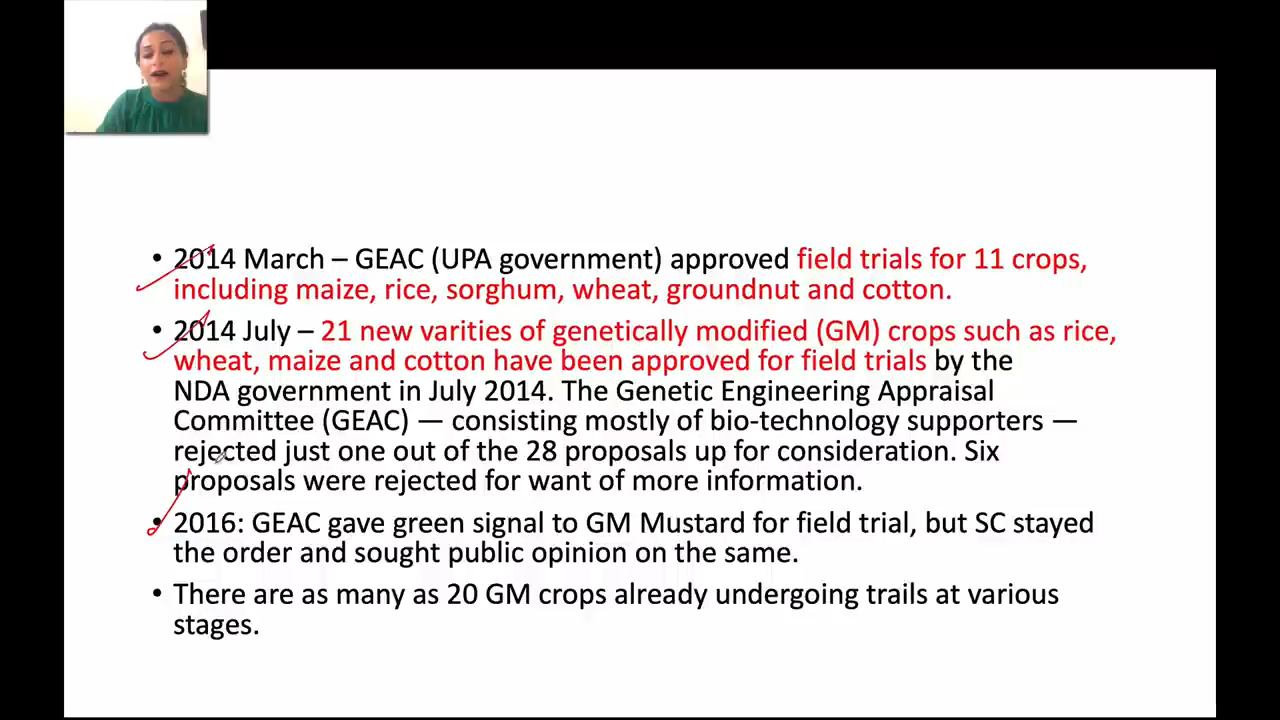 • 2014 March – GEAC (UPA government) approved field trials for 11 crops,
including maize, rice, sorghum, wheat, groundnut and cotton.
• 2014 July – 21 new varities of genetically modified (GM) crops such as rice,
wheat, maize and cotton have been approved for field trials by the
NDA government in July 2014. The Genetic Engineering Appraisal
Committee (GEAC) — consisting mostly of bio-technology supporters —
rejected just one out of the 28 proposals up for consideration. Six
proposals were rejected for want of more information.
• 2016: GEAC gave green signal to GM Mustard for field trial, but SC stayed
the order and sought public opinion on the same.
• There are as many as 20 GM crops already undergoing trails at various
stages.